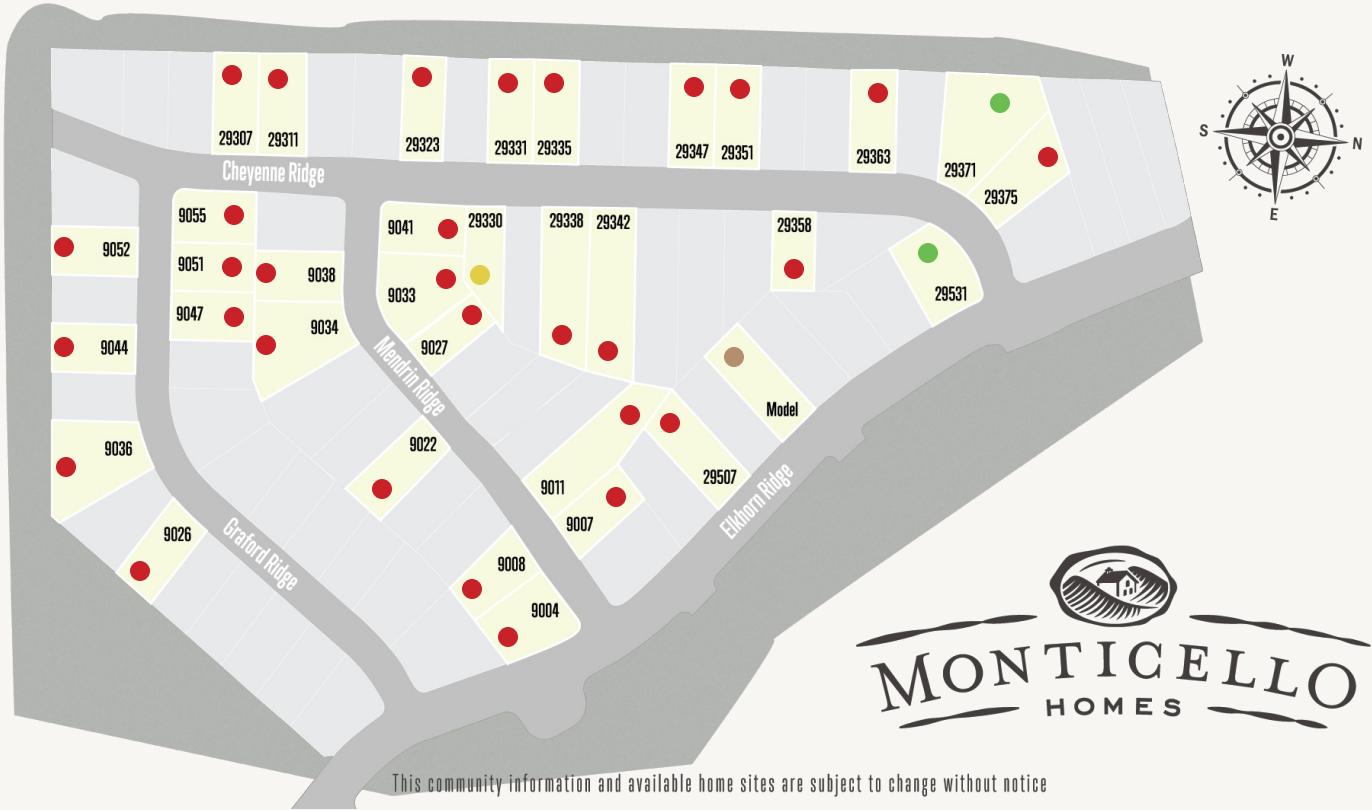 W
S
N
E
29307
29311
29323
29331
29335
29347
29351
29363
29371
29375
Cheyenne Ridge
9055
9051
9047
9052
9044
9036
9026
9038
9034
9041
9033
9027
29330
29338
29342
29358
29531
Mendrin Ridge
Model
9022
9011
9007
29507
Elkhorn Ridge
Graford Ridge
9008
9004
MONTICELLO
HOMES
This community information and available home sites are subject to change without notice